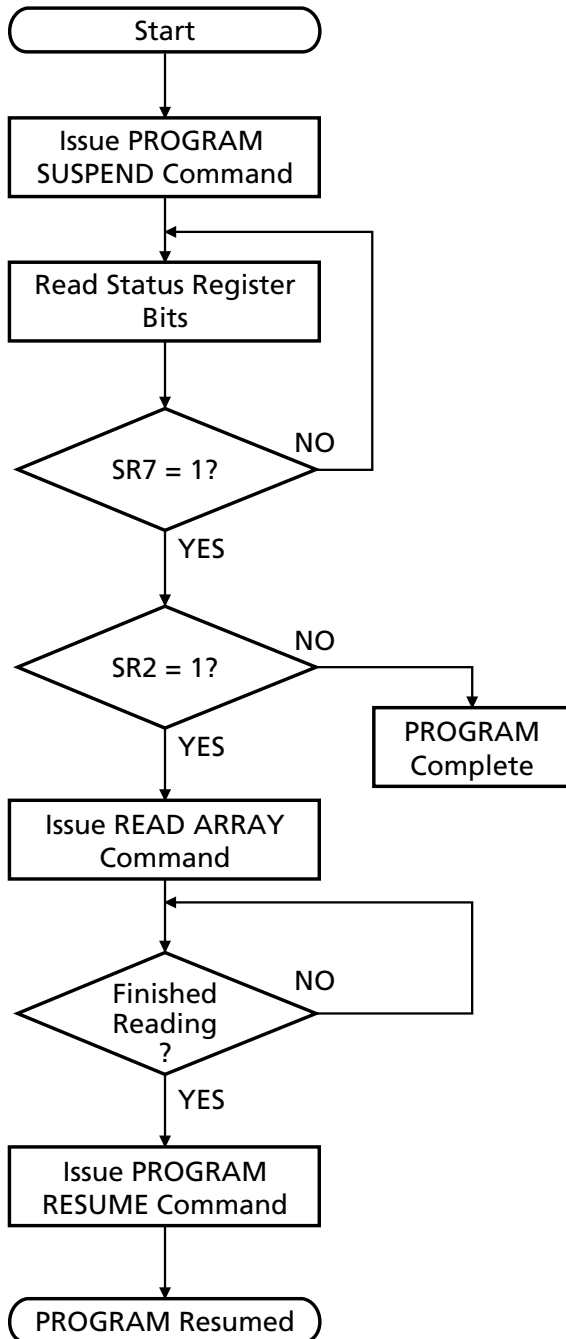 Start
Issue PROGRAM
SUSPEND Command
Read Status Register
Bits
NO
SR7 = 1?
YES
NO
SR2 = 1?
YES
PROGRAM
Complete
Issue READ ARRAY
Command
NO
Finished
Reading
?
YES
Issue PROGRAM
RESUME Command
PROGRAM Resumed